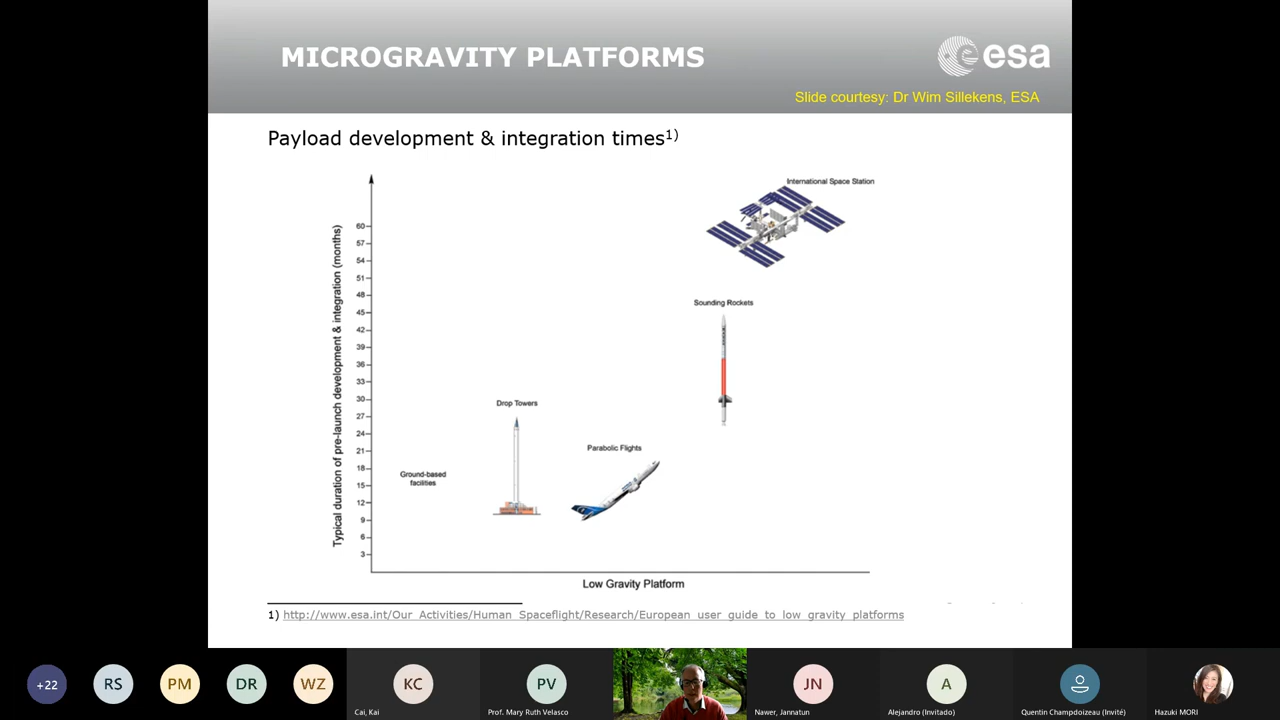 MICROGRAVITY PLATFORMS
esa
Slide courtesy: Dr Wim Sillekens, ESA
Payload development & integration times1)
International Space Station
Sounding Rockets
Drop Towers
Parabolic Flights
Ground-based
facilities
Typical duration of pre-launch development & integration (months)
60
57
54
51
48
45
42
39
36
33
30
27
24
21
18
15
12
9
6
3
Low Gravity Platform
1) http://www.esa.int/Our_Activities/Human_Spaceflight/Research/European_user_guide_to_low_gravity_platforms
+22
RS
PM
DR
WZ
KC
Cai, Kai
PV
Prof. Mary Ruth Velasco
JN
Nawer, Jannatun
A
Alejandro (Invitado)
Quentin Champdoizeau (Invité)
Hazuki MORI